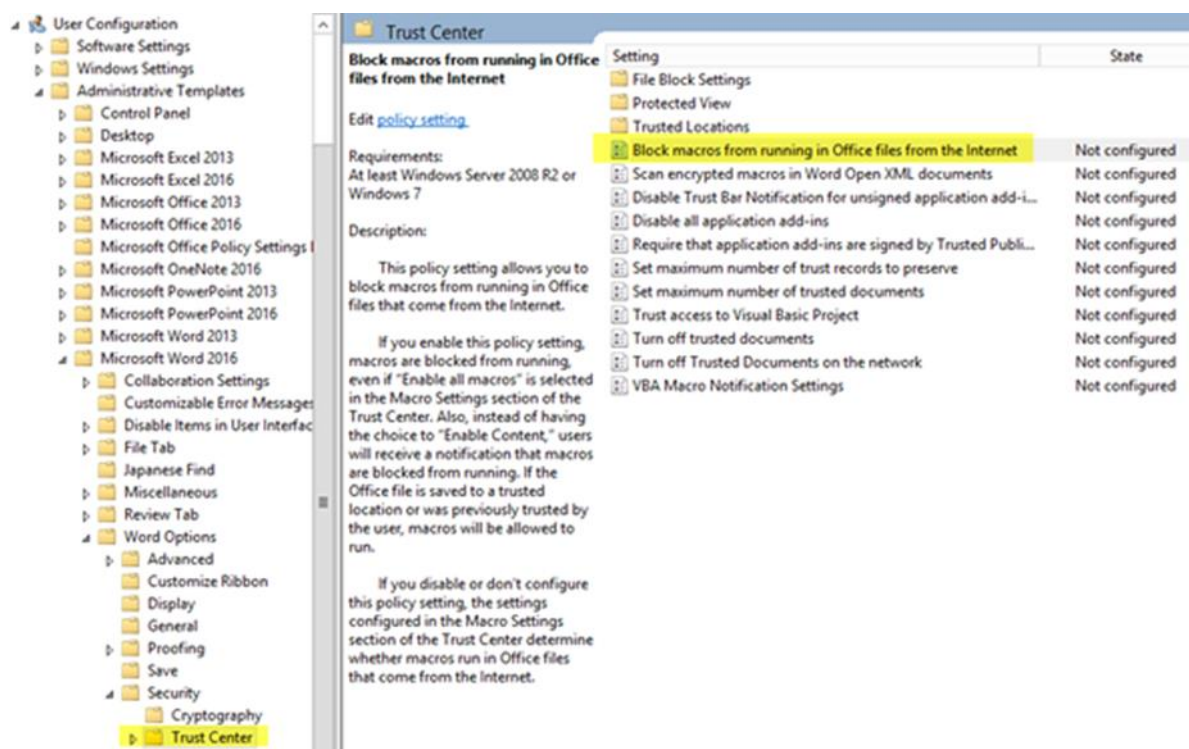 User Configuration
Software Settings
Windows Settings
Administrative Templates
Control Panel
Desktop
Microsoft Excel 2013
Microsoft Excel 2016
Microsoft Office 2013
Microsoft Office 2016
Microsoft Office Policy Settings
Microsoft OneNote 2016
Microsoft PowerPoint 2013
Microsoft PowerPoint 2016
Microsoft Word 2013
Microsoft Word 2016
Collaboration Settings
Customizable Error Messages
Disable Items in User Interfac
File Tab
Japanese Find
Miscellaneous
Review Tab
Word Options
Advanced
Customize Ribbon
Display
General
Proofing
Save
Security
Cryptography
Trust Center
Trust Center
Block macros from running in Office
files from the Internet
Edit policy setting
Requirements:
At least Windows Server 2008 R2 or
Windows 7
Description:
This policy setting allows you to
block macros from running in Office
files that come from the Internet.
If you enable this policy setting,
macros are blocked from running,
even if "Enable all macros" is selected
in the Macro Settings section of the
Trust Center. Also, instead of having
the choice to "Enable Content," users
will receive a notification that macros
are blocked from running. If the
Office file is saved to a trusted
location or was previously trusted by
the user, macros will be allowed to
run.
If you disable or don't configure
this policy setting, the settings
configured in the Macro Settings
section of the Trust Center determine
whether macros run in Office files
that come from the Internet.
Setting State
File Block Settings
Protected View
Trusted Locations
Block macros from running in Office files from the Internet Not configured
Scan encrypted macros in Word Open XML documents Not configured
Disable Trust Bar Notification for unsigned application add-i... Not configured
Disable all application add-ins Not configured
Require that application add-ins are signed by Trusted Publi... Not configured
Set maximum number of trust records to preserve Not configured
Set maximum number of trusted documents Not configured
Trust access to Visual Basic Project Not configured
Turn off trusted documents Not configured
Turn off Trusted Documents on the network Not configured
VBA Macro Notification Settings Not configured